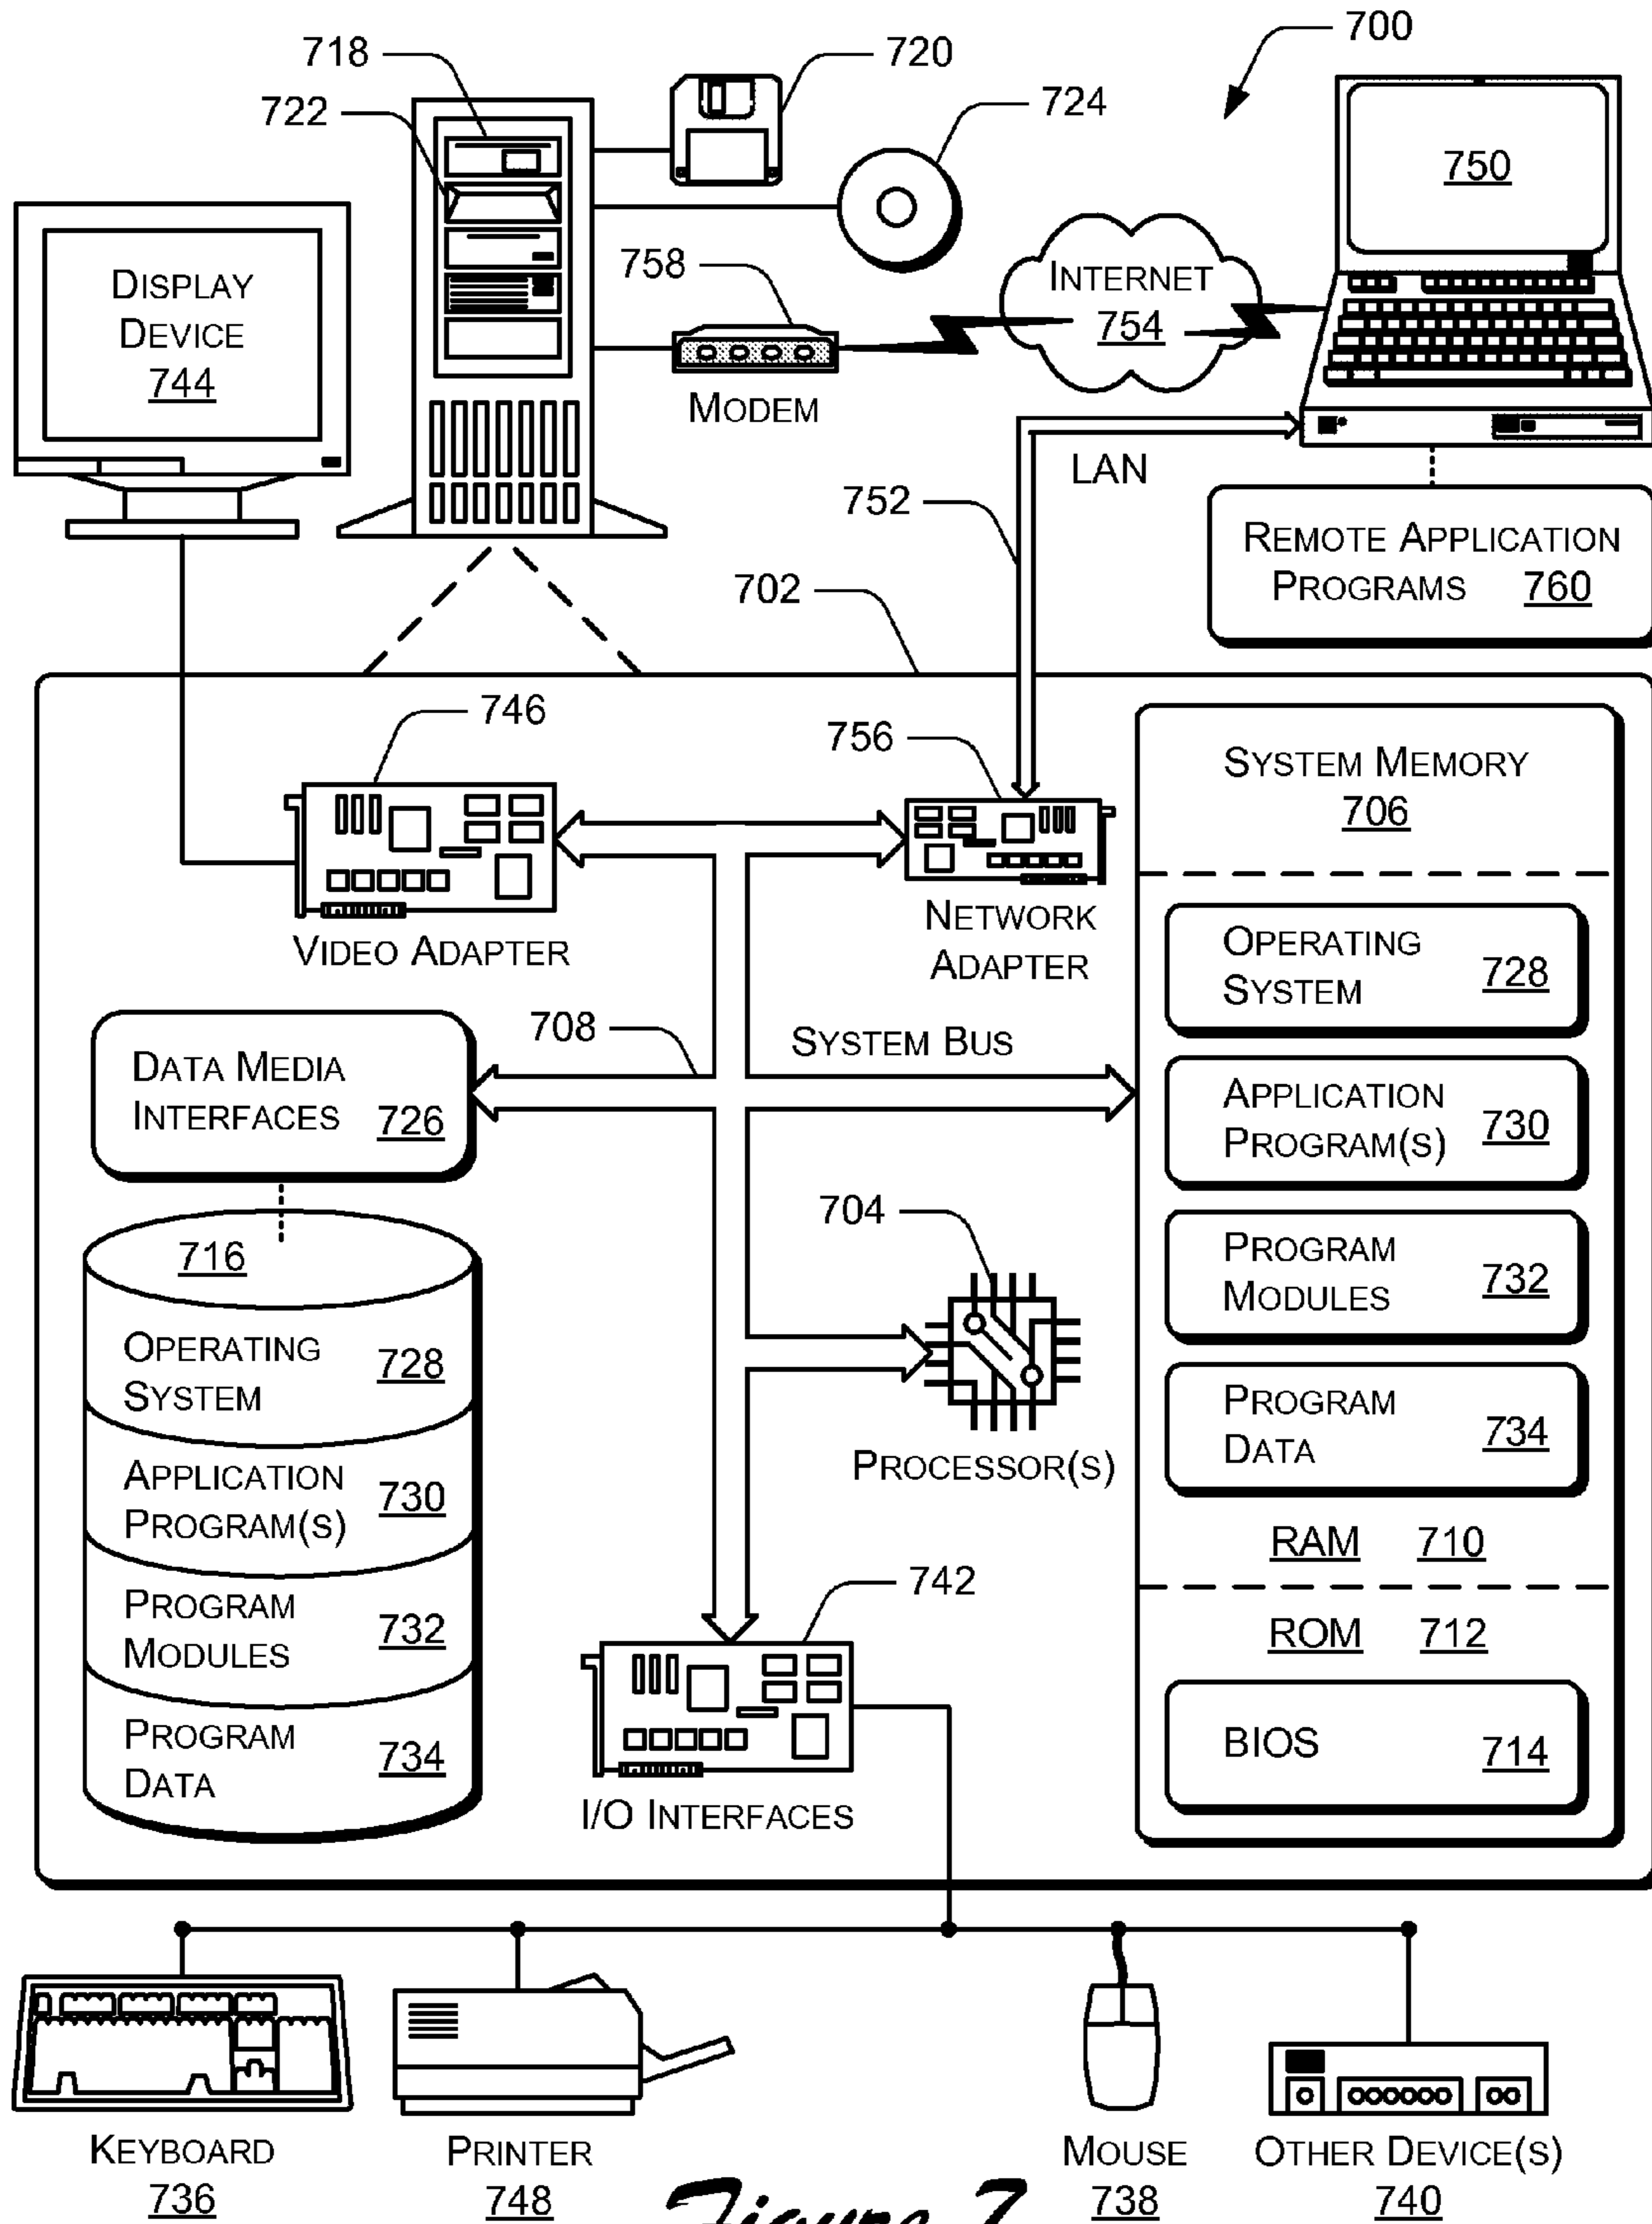 700
718
720
722
724
750
DISPLAY
DEVICE
744
758
INTERNET
754
MODEM
LAN
752
REMOTE APPLICATION
PROGRAMS 760
702
746
756
SYSTEM MEMORY
706
VIDEO ADAPTER
NETWORK
ADAPTER
OPERATING
SYSTEM 728
708
SYSTEM BUS
DATA MEDIA
INTERFACES 726
APPLICATION
PROGRAM(S) 730
704
PROGRAM
MODULES 732
716
OPERATING
SYSTEM 728
PROCESSOR(S)
PROGRAM
DATA 734
APPLICATION
PROGRAM(S) 730
RAM 710
742
PROGRAM
MODULES 732
ROM 712
PROGRAM
DATA 734
I/O INTERFACES
BIOS 714
KEYBOARD
736
PRINTER
748
MOUSE
738
OTHER DEVICE(S)
740
Figure 7